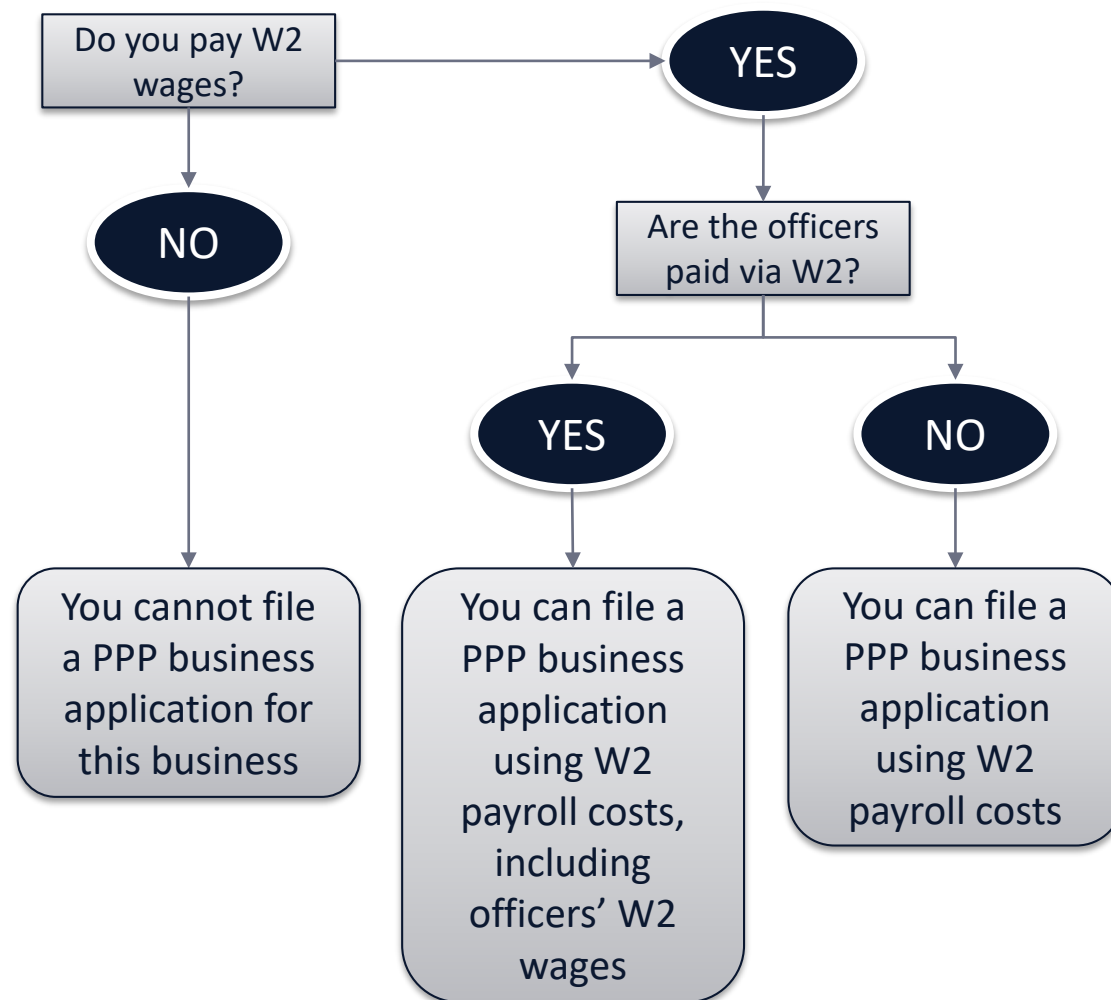 Do you pay W2
wages?
YES
NO
Are the officers
paid via W2?
YES
NO
You cannot file
a PPP business
application for
this business
You can file a
PPP business
application
using W2
payroll costs,
including
officers’ W2
wages
You can file a
PPP business
application
using W2
payroll costs